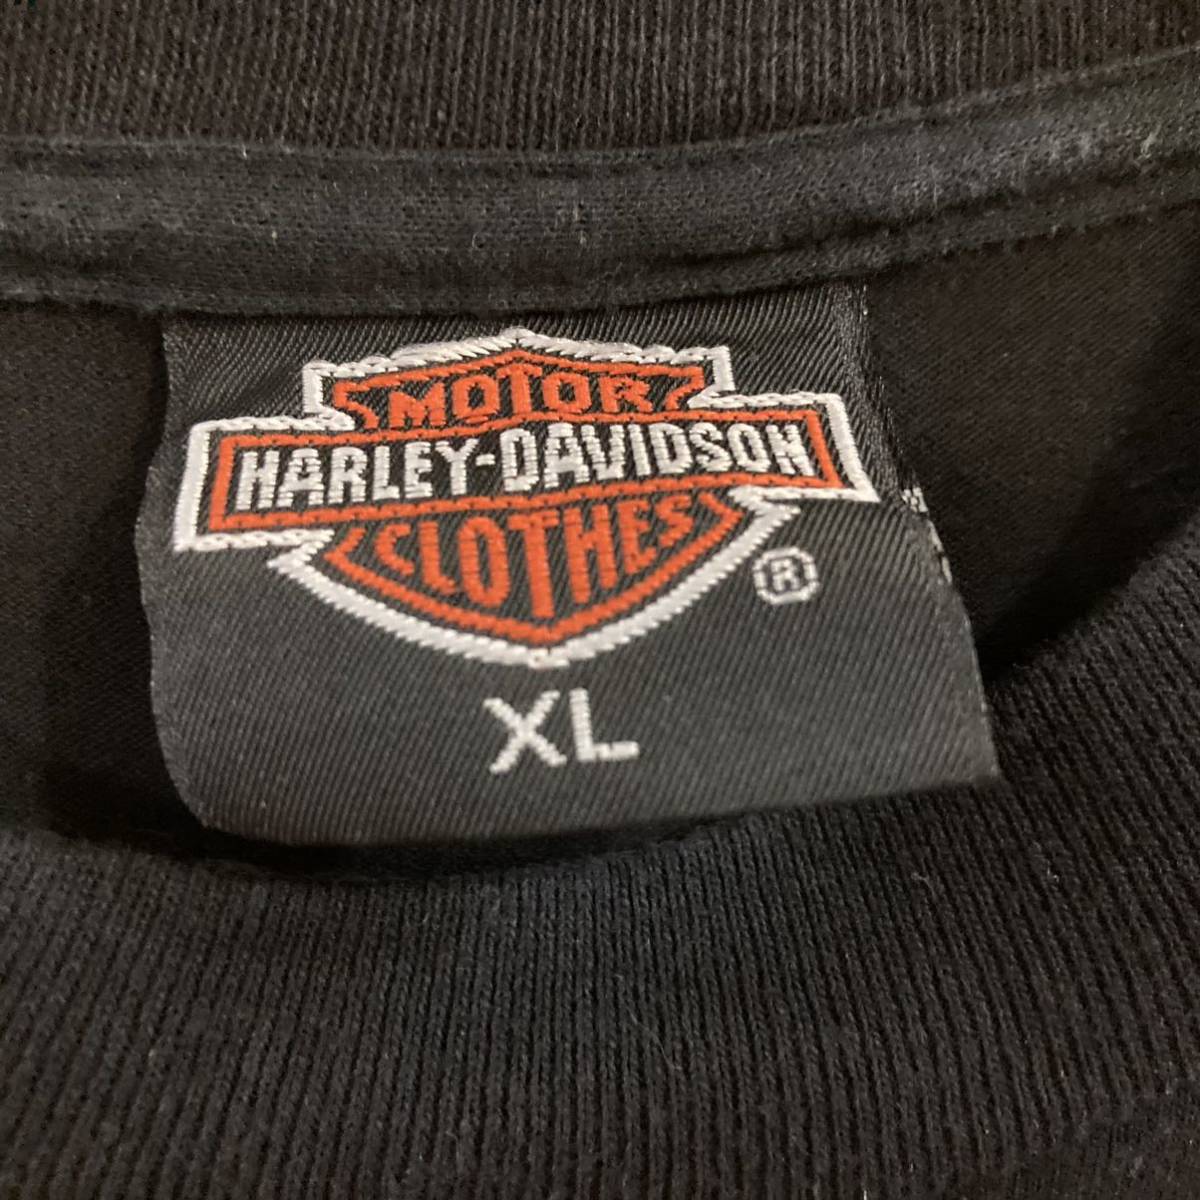 MOTOR
HARLEY-DAVIDSON
CLOTHES
®
XL